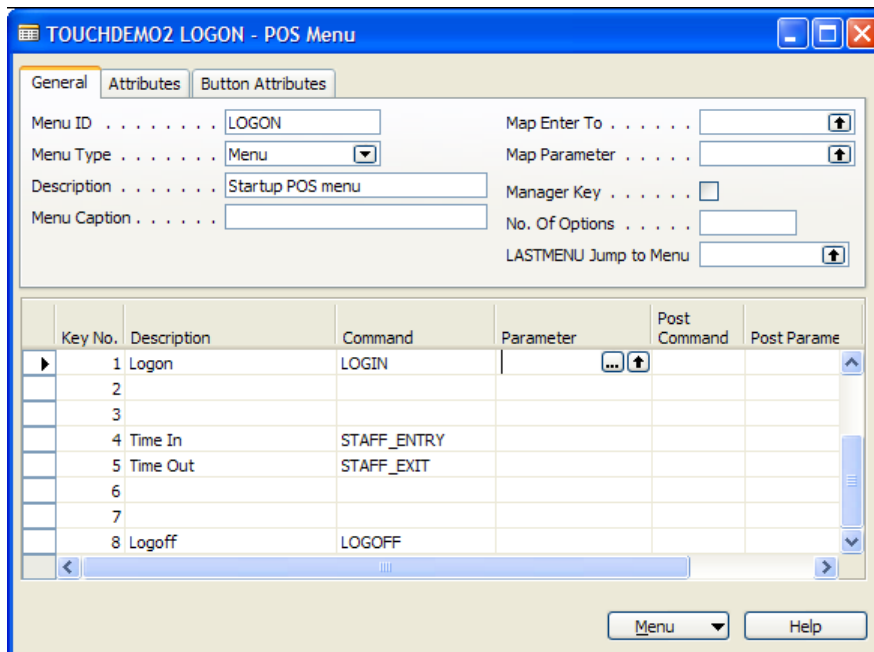 TOUCHDEMO2 LOGON - POS Menu
General Attributes Button Attributes
Menu ID . . . . . . . . LOGON
Map Enter To . . . . . .
Menu Type . . . . . . . Menu
Map Parameter . . . . .
Description . . . . . . . Startup POS menu
Manager Key . . . . . .
Menu Caption . . . . . .
No. Of Options . . . . .
LASTMENU Jump to Menu
Key No. Description Command Parameter Post Command Post Parame
1 Logon LOGIN ...
2
3
4 Time In STAFF_ENTRY
5 Time Out STAFF_EXIT
6
7
8 Logoff LOGOFF
Menu Help